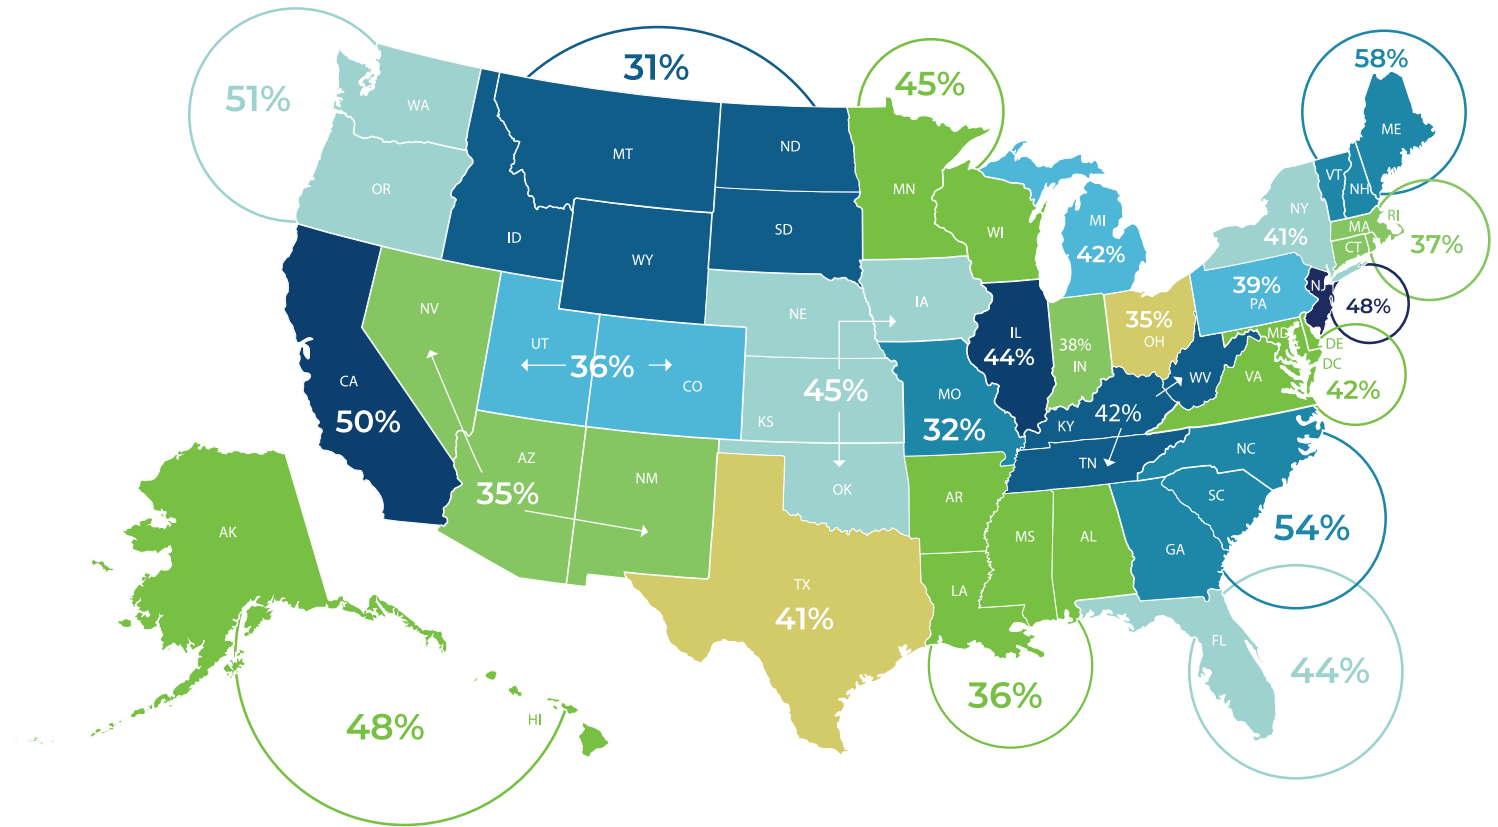 51%
WA
OR
31%
MT
ID
WY
ND
SD
45%
MN
WI
MI
42%
58%
ME
VT
NH
NY
41%
MA
RI
CT
37%
39%
PA
NJ
48%
MD
DE
DC
42%
VA
CA
50%
NV
UT
36%
CO
AZ
35%
NM
NE
IA
45%
KS
OK
IL
44%
38%
IN
35%
OH
MO
32%
KY
42%
WV
TN
NC
SC
GA
54%
AR
MS
AL
LA
36%
TX
41%
FL
44%
AK
HI
48%